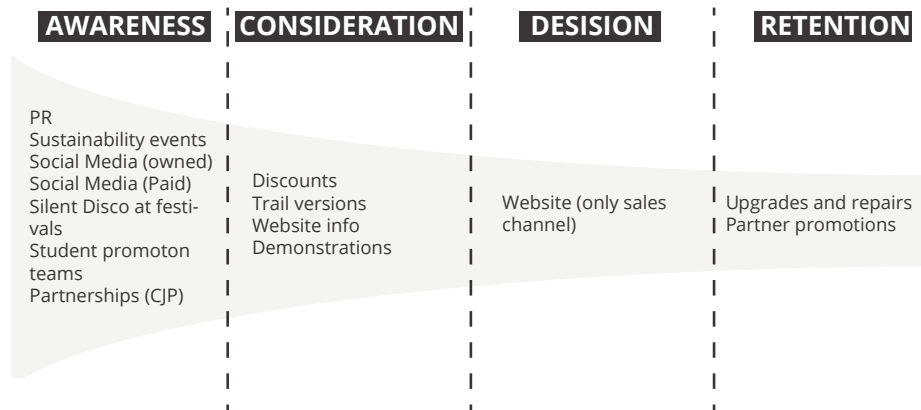 AWARENESS
CONSIDERATION
DESISION
RETENTION
PR
Sustainability events
Social Media (owned)
Social Media (Paid)
Silent Disco at festi-
vals
Student promoton
teams
Partnerships (CJP)
Discounts
Trail versions
Website info
Demonstrations
Website (only sales
channel)
Upgrades and repairs
Partner promotions